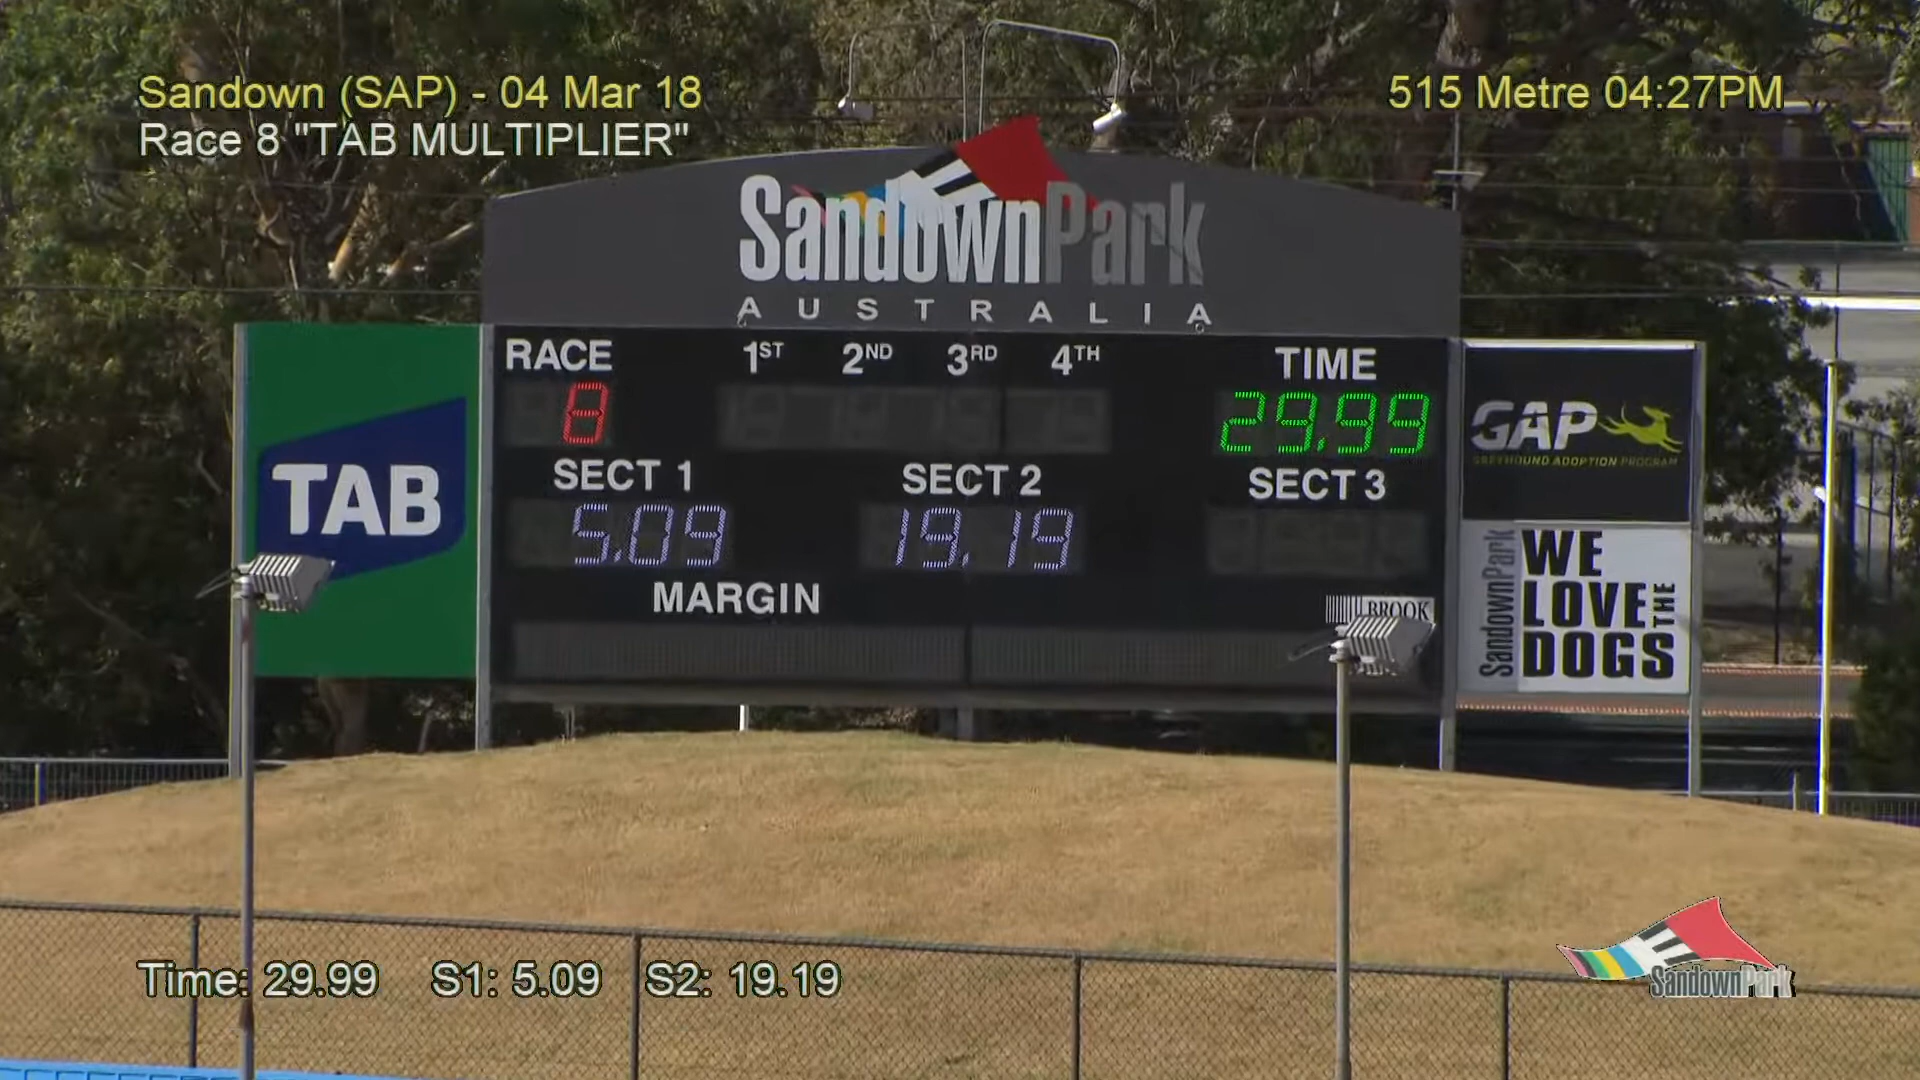 Sandown (SAP) - 04 Mar 18
515 Metre 04:27PM
Race 8 "TAB MULTIPLIER"
SandownPark
AUSTRALIA
RACE 1ST 2ND 3RD 4TH TIME
8 29.99
SECT 1 SECT 2 SECT 3
5.09 19.19
MARGIN
BROOK
TAB
GAP
GREYHOUND ADOPTION PROGRAM
SandownPark
WE
LOVE THE
DOGS
Time: 29.99 S1: 5.09 S2: 19.19
SandownPark